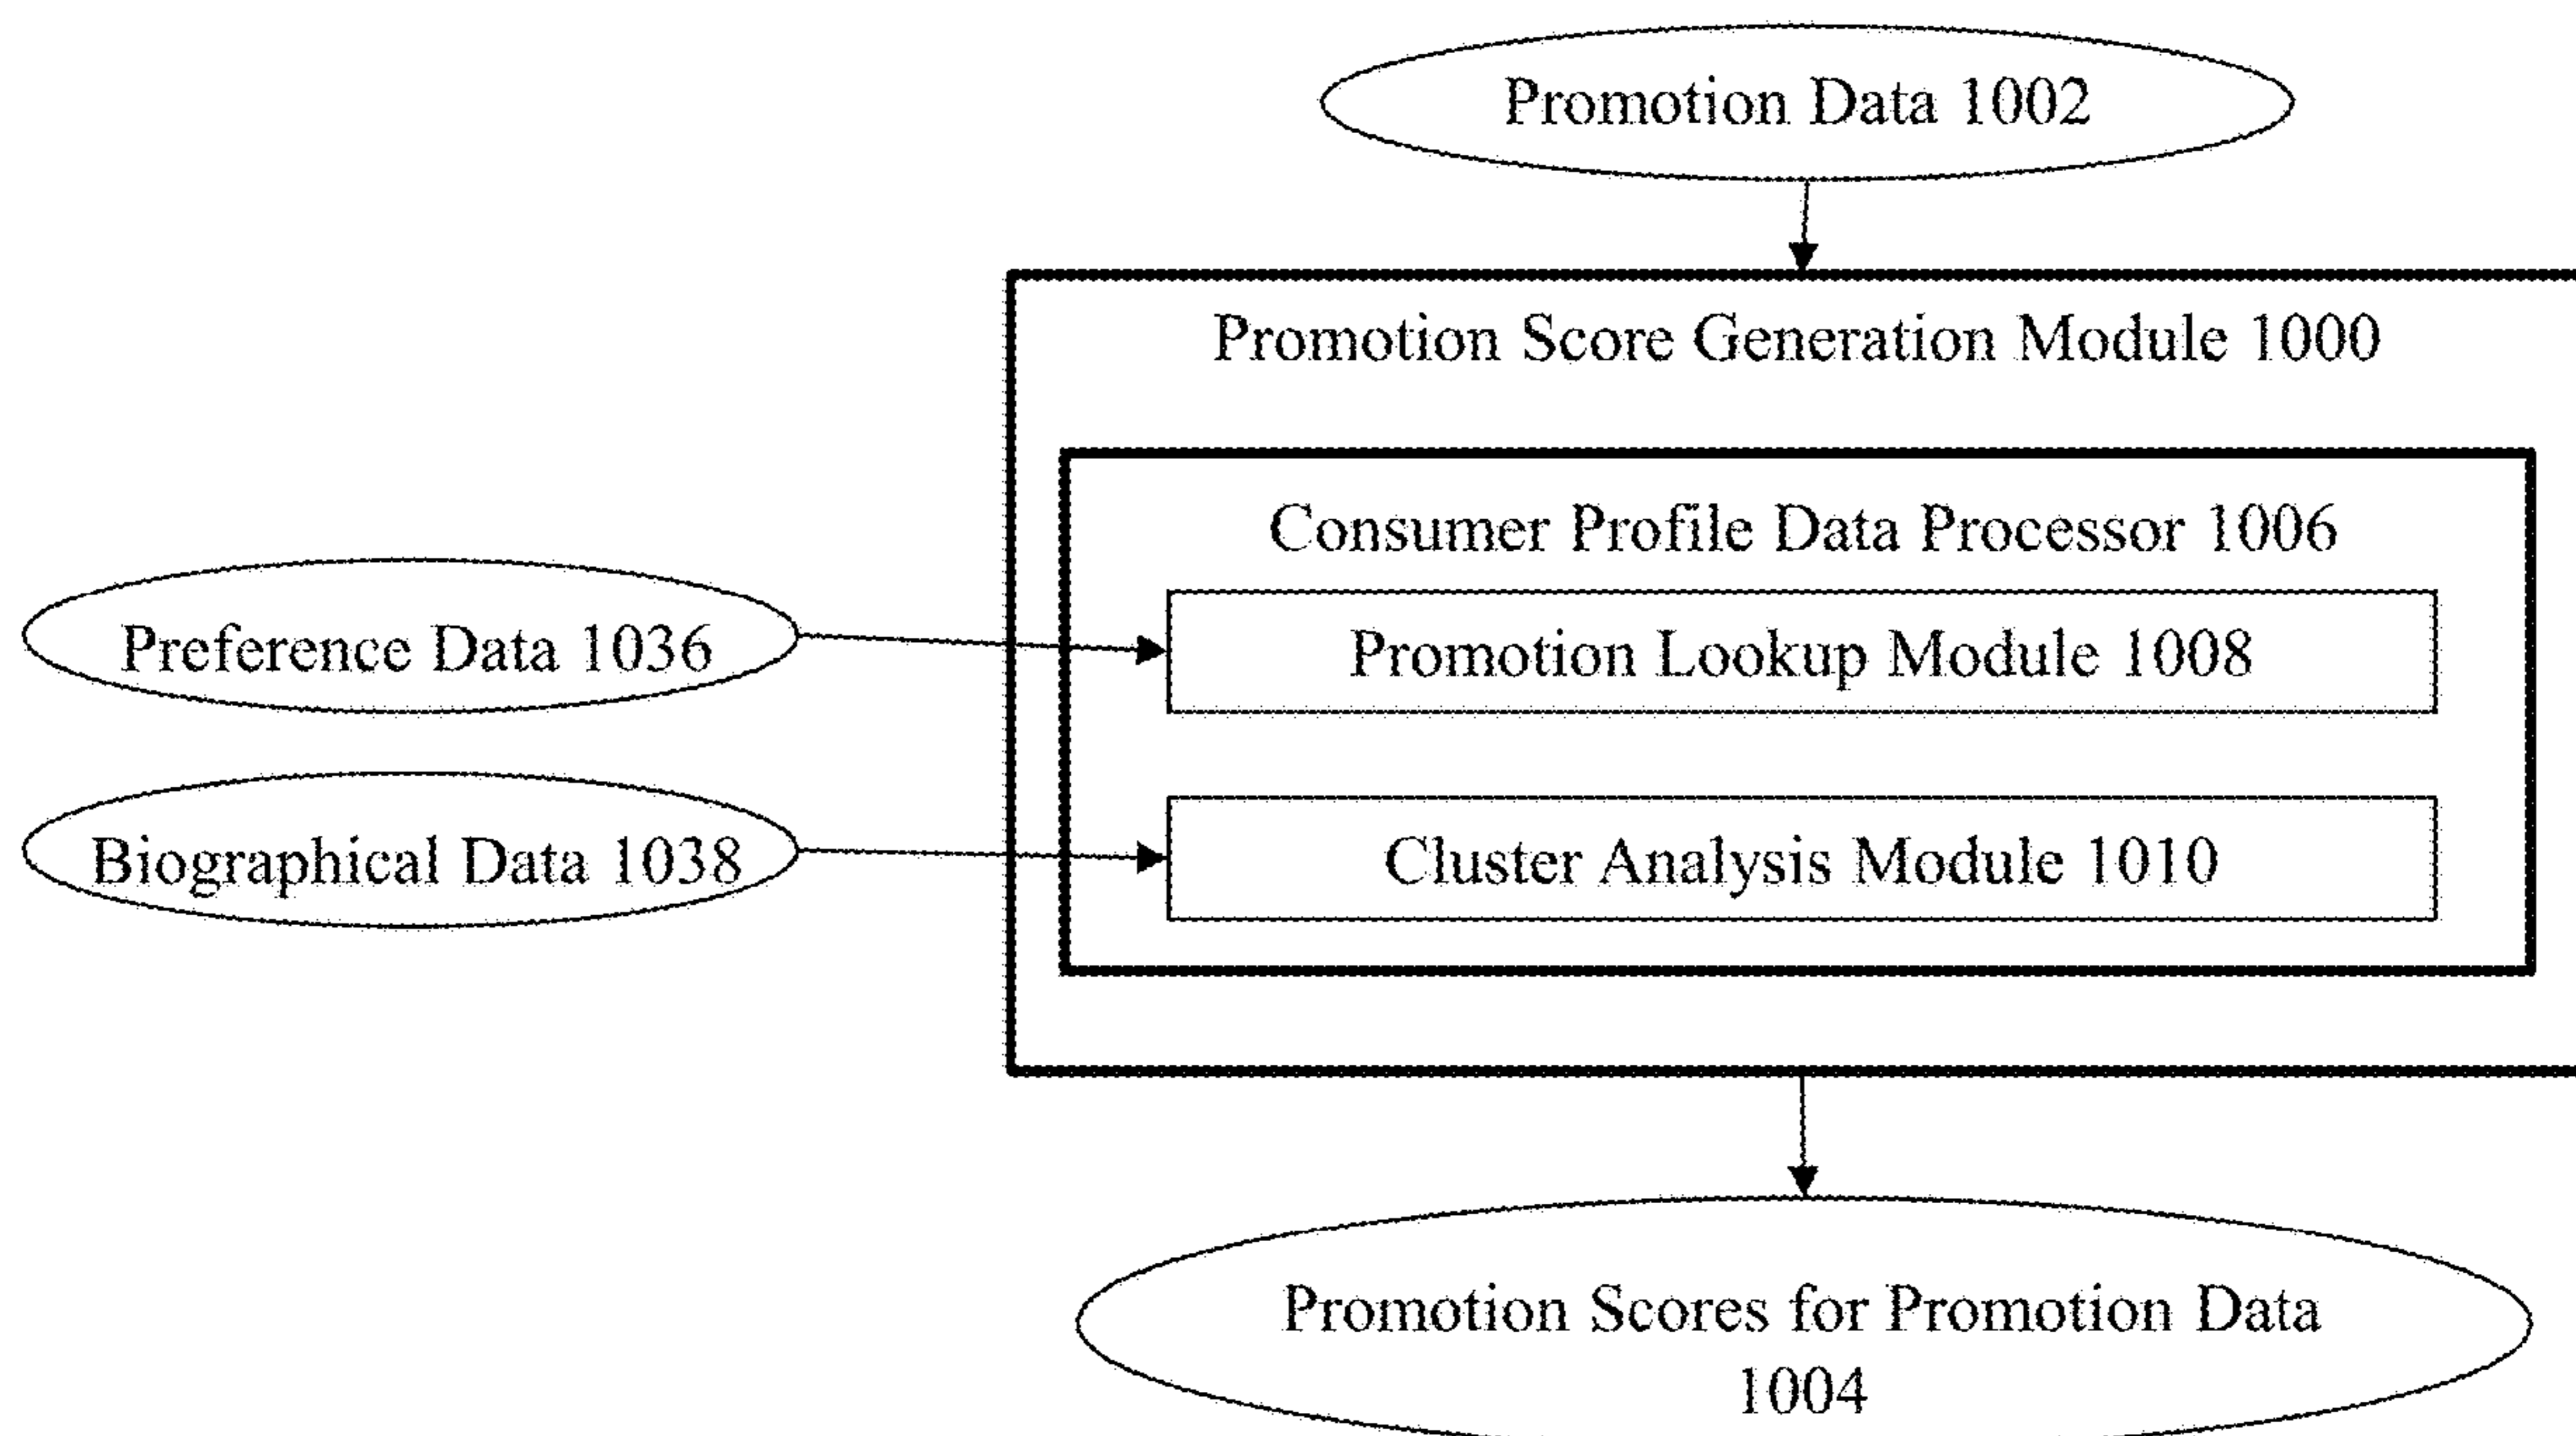 Promotion Data 1002
Promotion Score Generation Module 1000
Consumer Profile Data Processor 1006
Preference Data 1036
Promotion Lookup Module 1008
Biographical Data 1038
Cluster Analysis Module 1010
Promotion Scores for Promotion Data
1004